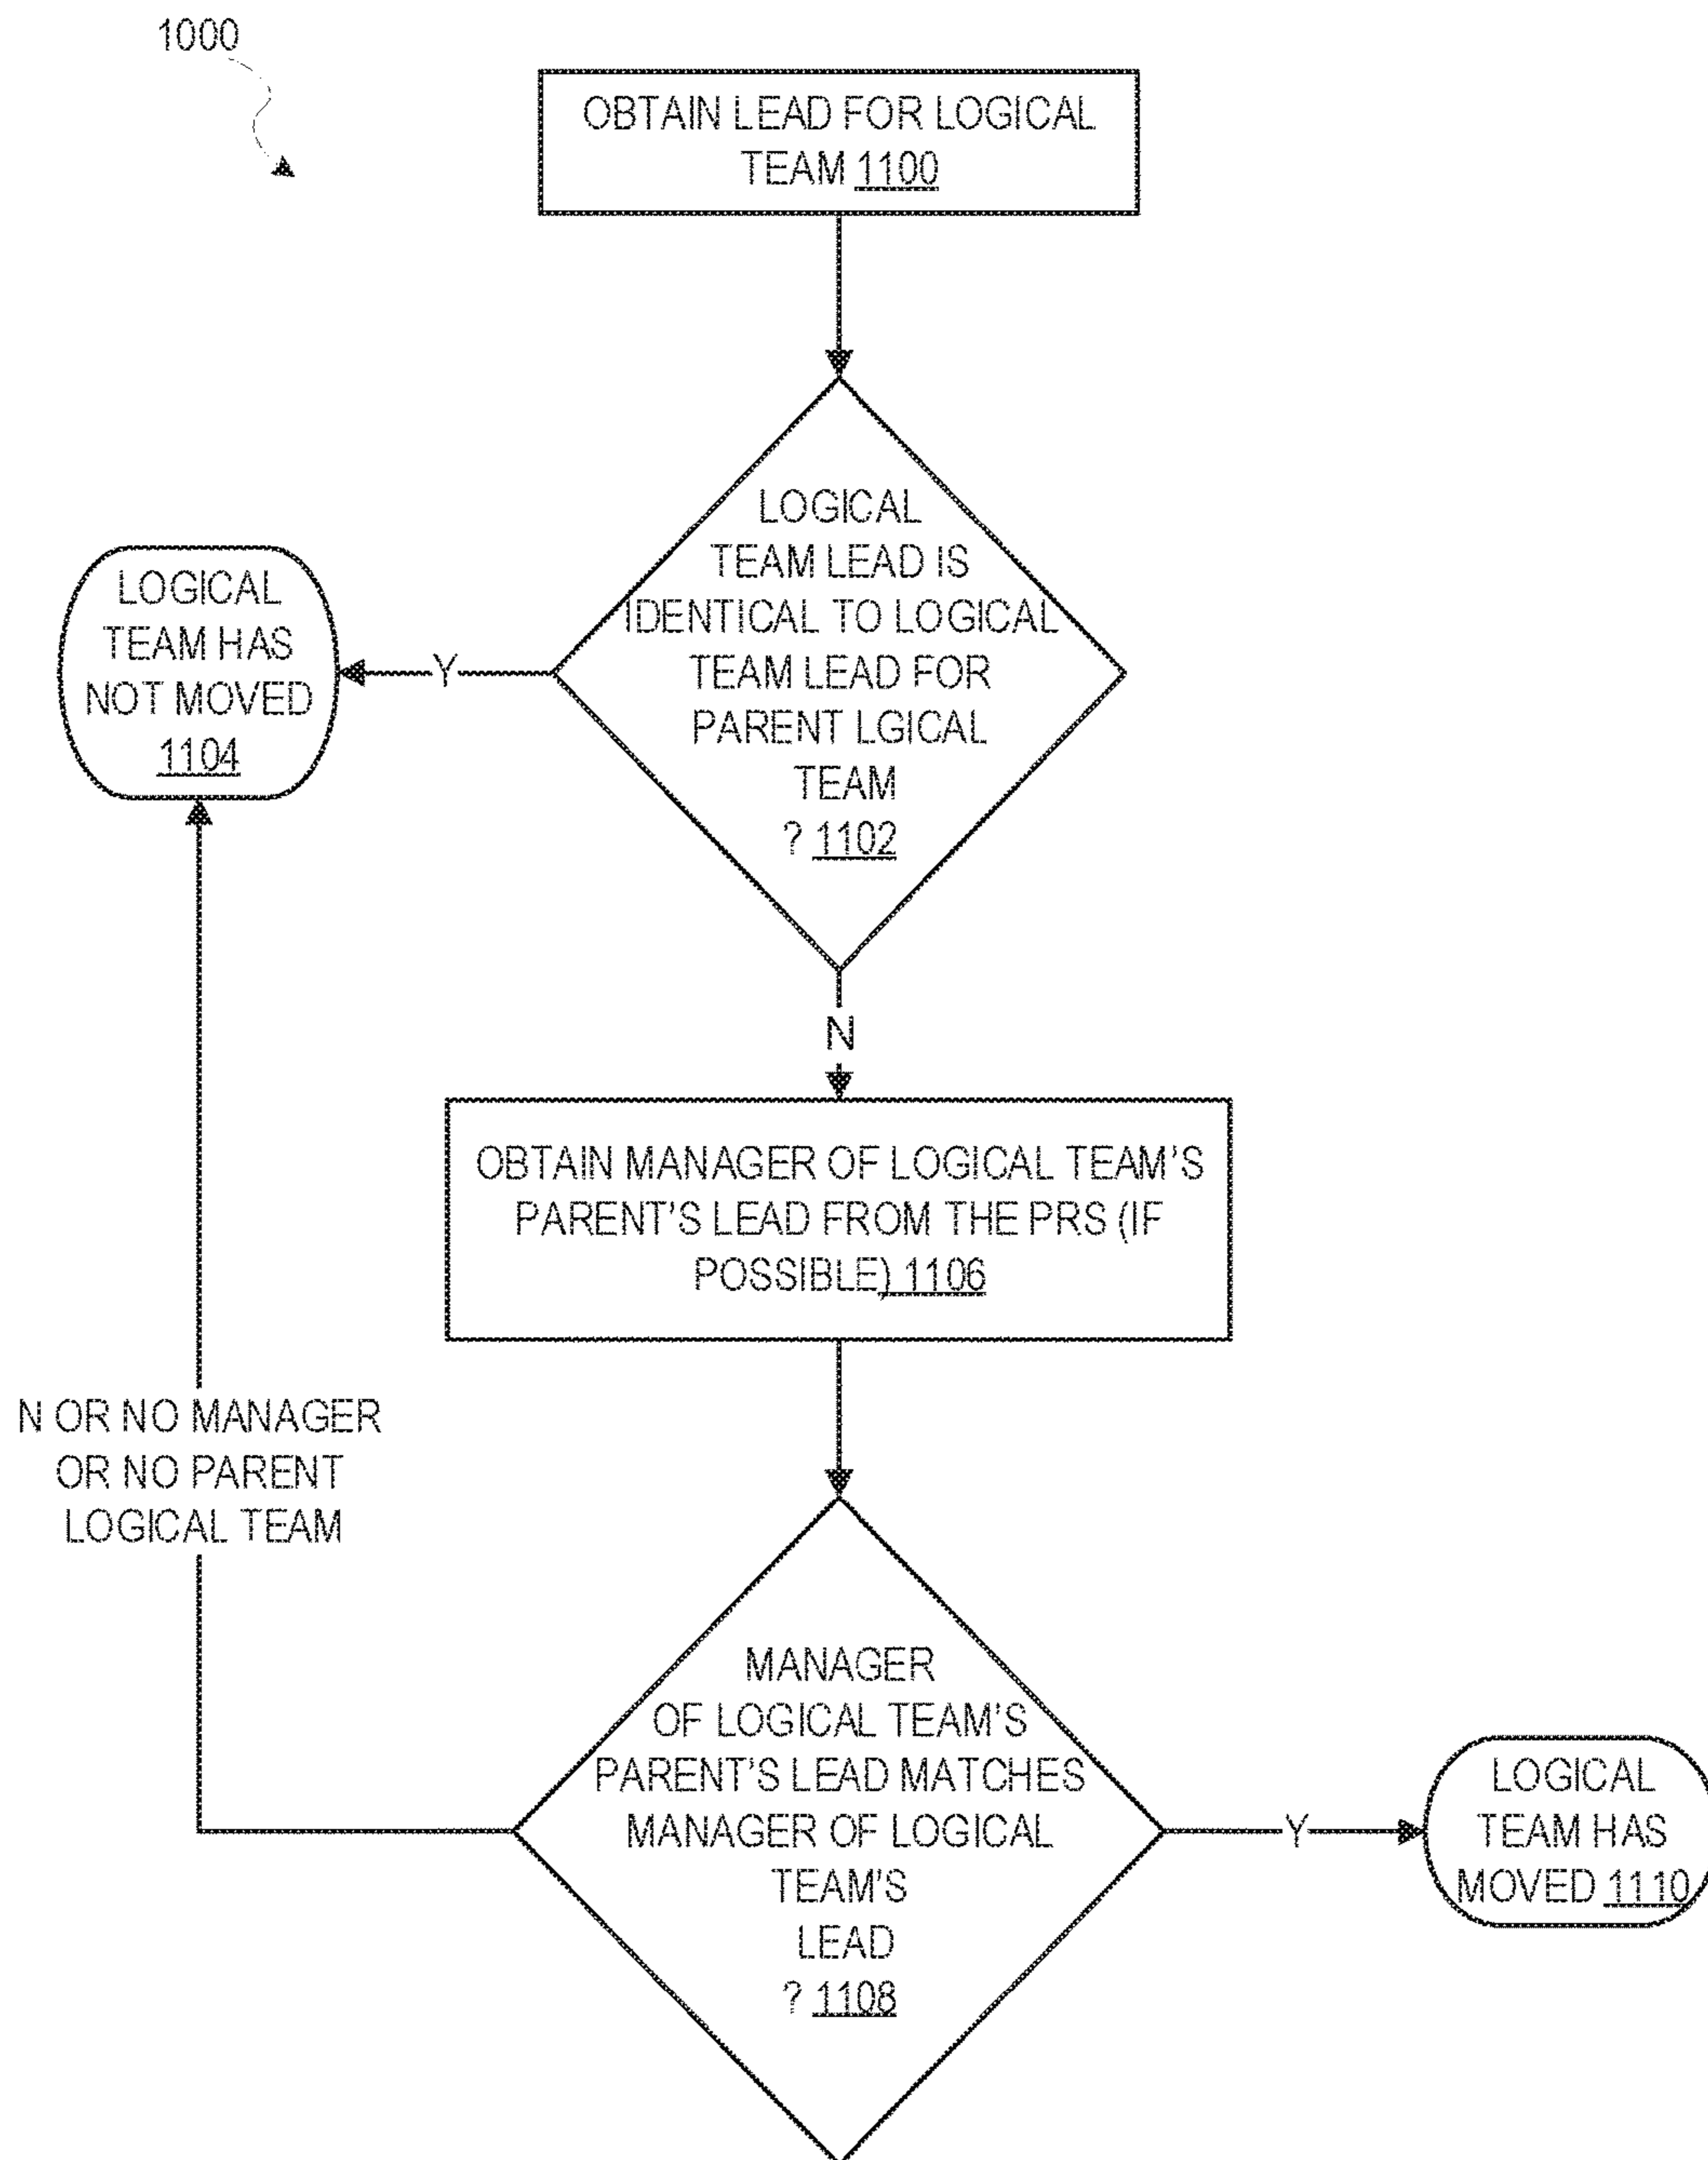 1000
OBTAIN LEAD FOR LOGICAL
TEAM 1100
LOGICAL
TEAM LEAD IS
IDENTICAL TO LOGICAL
TEAM LEAD FOR
PARENT LGICAL
TEAM
? 1102
Y
LOGICAL
TEAM HAS
NOT MOVED
1104
N
OBTAIN MANAGER OF LOGICAL TEAM'S
PARENT'S LEAD FROM THE PRS (IF
POSSIBLE) 1106
N OR NO MANAGER
OR NO PARENT
LOGICAL TEAM
MANAGER
OF LOGICAL TEAM'S
PARENT'S LEAD MATCHES
MANAGER OF LOGICAL
TEAM'S
LEAD
? 1108
Y
LOGICAL
TEAM HAS
MOVED 1110